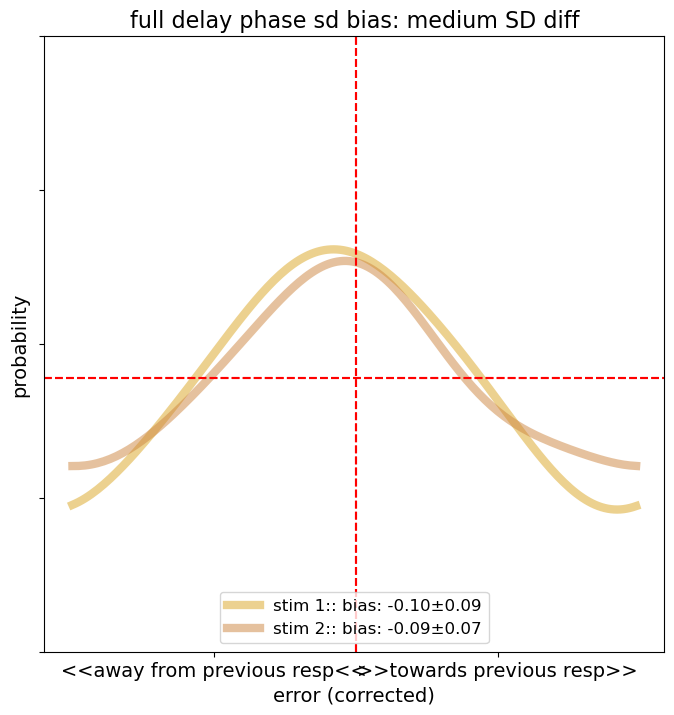 full delay phase sd bias: medium SD diff
probability
stim 1:: bias: -0.10±0.09
stim 2:: bias: -0.09±0.07
<<away from previous resp<< >>towards previous resp>>
error (corrected)